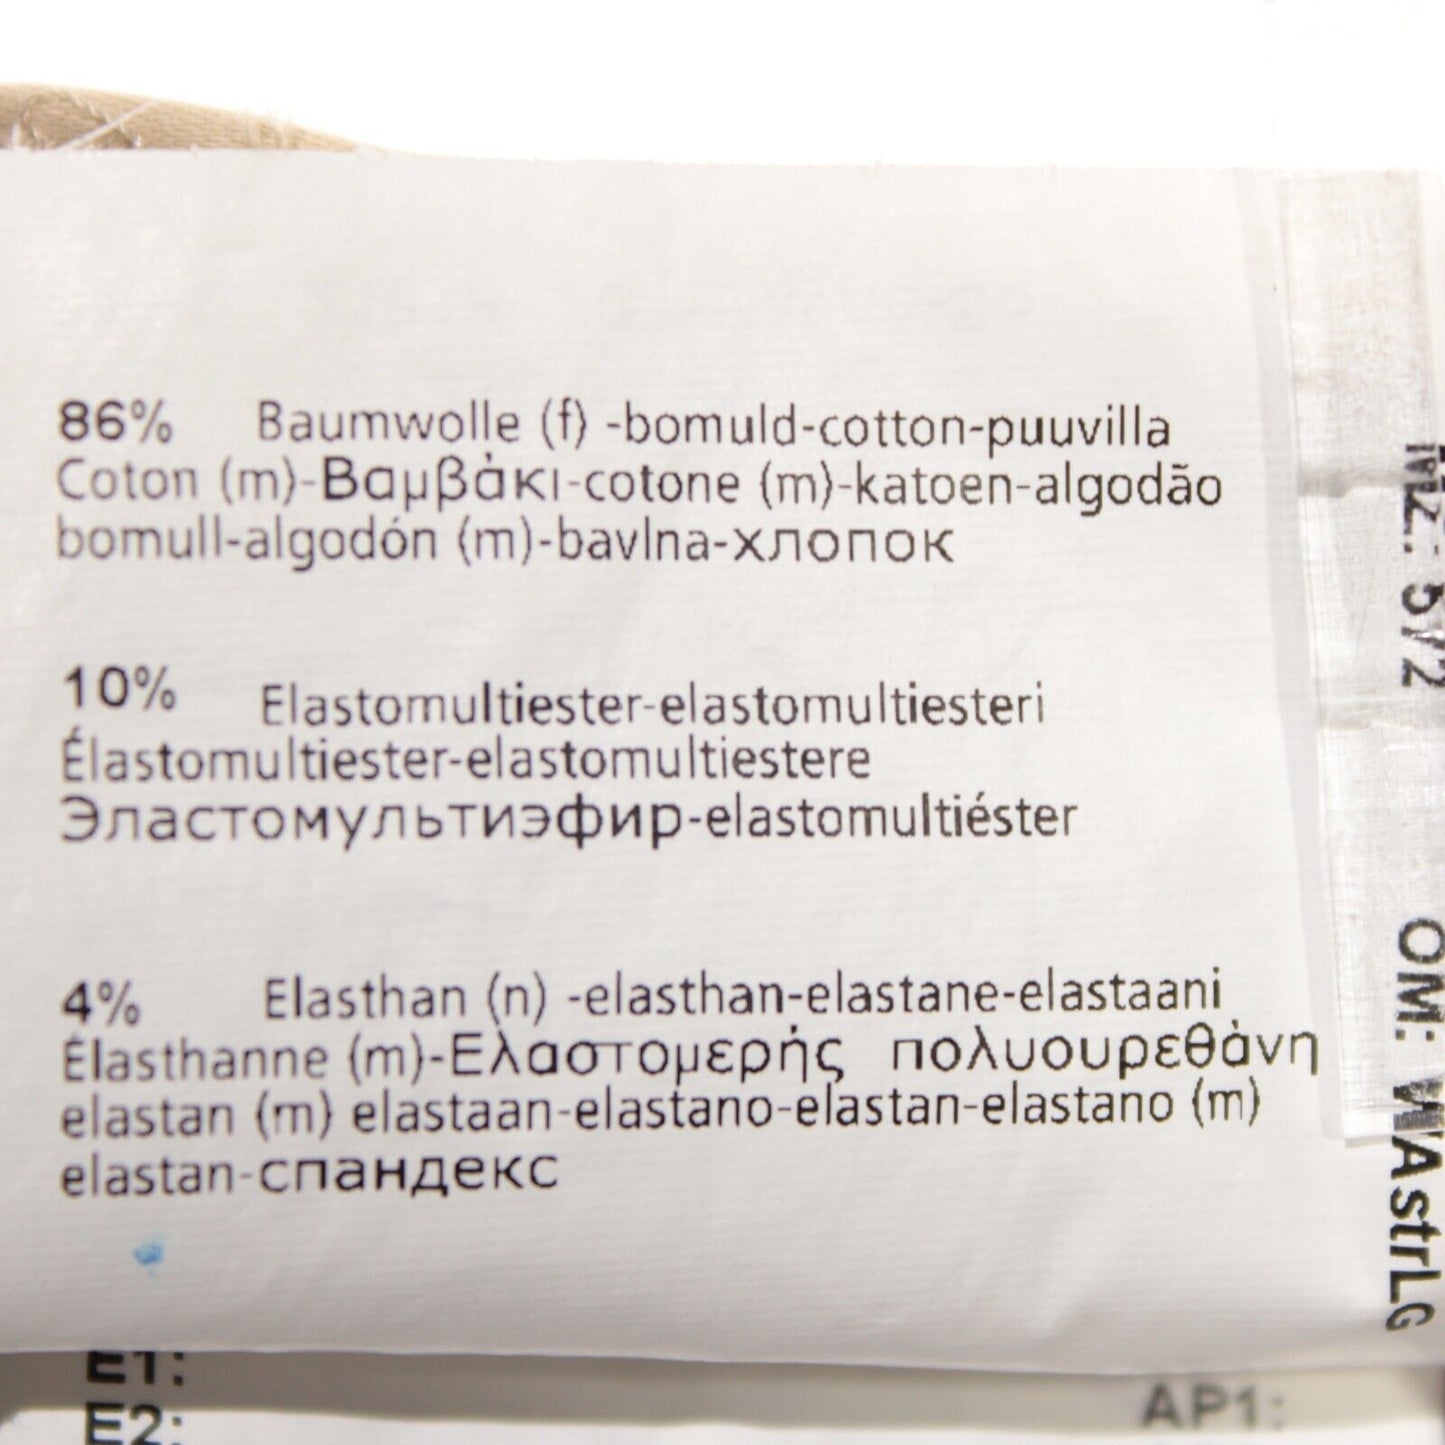 86% Baumwolle (f) -bomuld-cotton-puuvilla
Coton (m)-Βαμβάκι-cotone (m)-katoen-algodão
bomull-algodón (m)-bavlna-хлопок
10% Elastomultiester-elastomultiesteri
Élastomultiester-elastomultiestere
Эластомультиэфир-elastomultiéster
4% Elasthan (n) -elasthan-elastane-elastaani
Élasthanne (m)-Ελαστομερής πολυουρεθάνη
elastan (m) elastaan-elastano-elastan-elastano (m)
elastan-спандекс
MZ: 572
OM:
E1:
E2:
AP1: